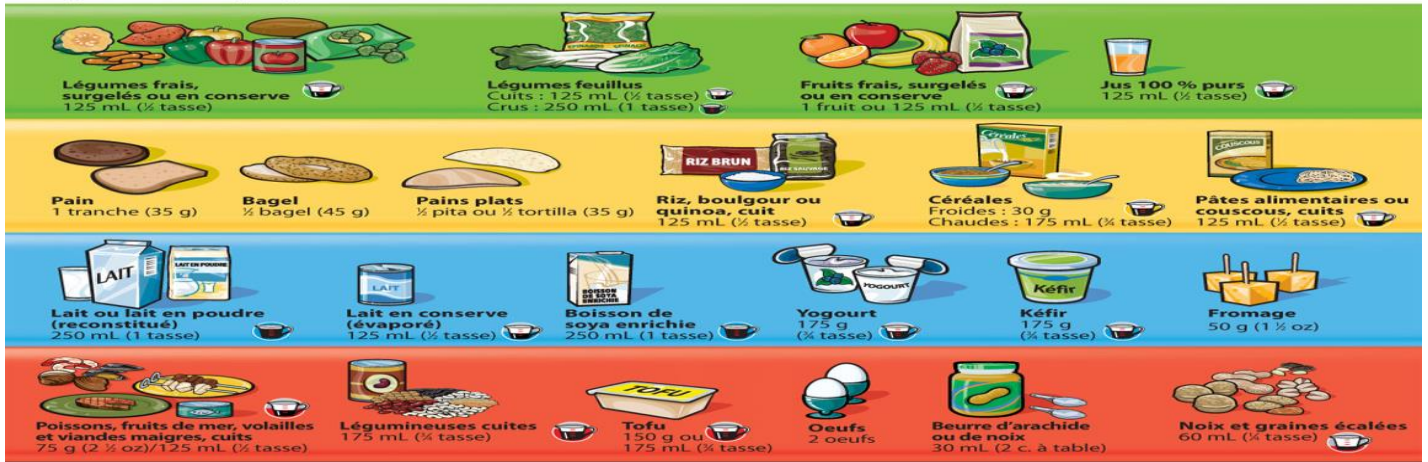 ÉPINARDS SPINACH
Légumes frais,
surgelés ou en conserve
125 mL (½ tasse)
Légumes feuillus
Cuits : 125 mL (½ tasse)
Crus : 250 mL (1 tasse)
Fruits frais, surgelés
ou en conserve
1 fruit ou 125 mL (½ tasse)
Jus 100 % purs
125 mL (½ tasse)
Pain
1 tranche (35 g)
Bagel
½ bagel (45 g)
Pains plats
½ pita ou ½ tortilla (35 g)
RIZ BRUN
RIZ SAUVAGE
Riz, boulgour ou
quinoa, cuit
125 mL (½ tasse)
Céréales
Céréales
Froides : 30 g
Chaudes : 175 mL (¾ tasse)
COUSCOUS
Pâtes alimentaires ou
couscous, cuits
125 mL (½ tasse)
LAIT
LAIT EN POUDRE
Lait ou lait en poudre
(reconstitué)
250 mL (1 tasse)
LAIT
Lait en conserve
(évaporé)
125 mL (½ tasse)
BOISSON
DE SOYA
ENRICHIE
Boisson de
soya enrichie
250 mL (1 tasse)
YOGOURT
Yogourt
175 g
(¾ tasse)
Kéfir
Kéfir
175 g
(¾ tasse)
Fromage
50 g (1 ½ oz)
Poissons, fruits de mer, volailles
et viandes maigres, cuits
75 g (2 ½ oz)/125 mL (½ tasse)
Légumineuses cuites
175 mL (¾ tasse)
TOFU
Tofu
150 g ou
175 mL (¾ tasse)
Oeufs
2 oeufs
Beurre d'arachide
ou de noix
30 mL (2 c. à table)
Noix et graines écalées
60 mL (¼ tasse)